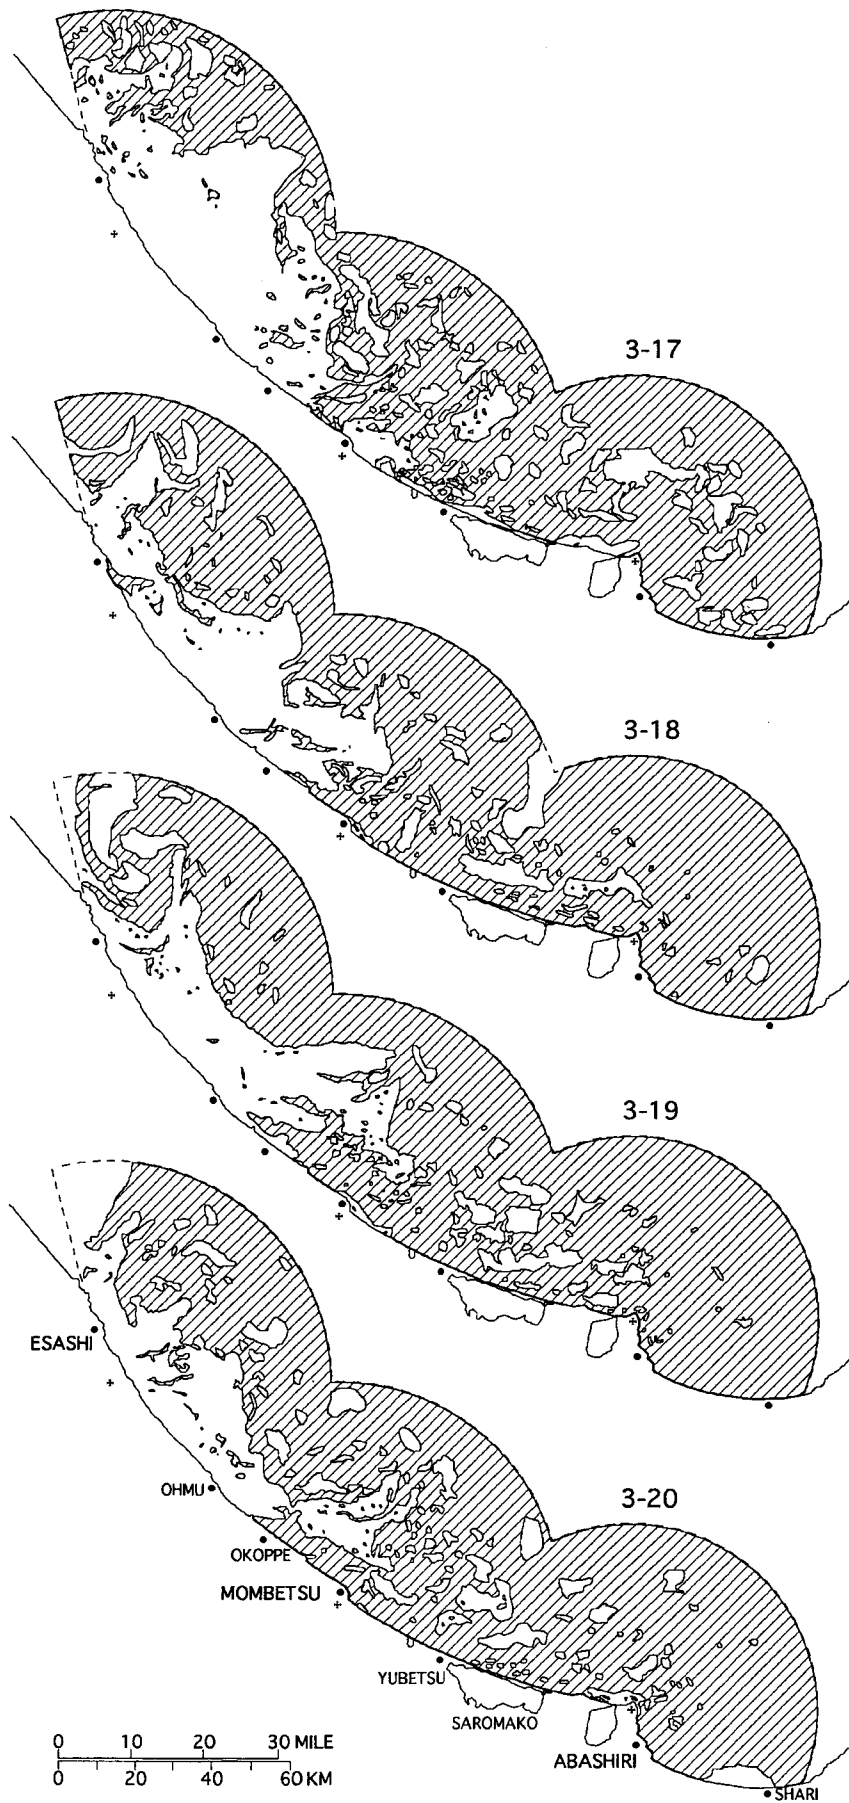 3-17
3-18
3-19
3-20
ESASHI
OHMU
OKOPPE
MOMBETSU
YUBETSU
SAROMAKO
ABASHIRI
SHARI
0 10 20 30 MILE
0 20 40 60 KM